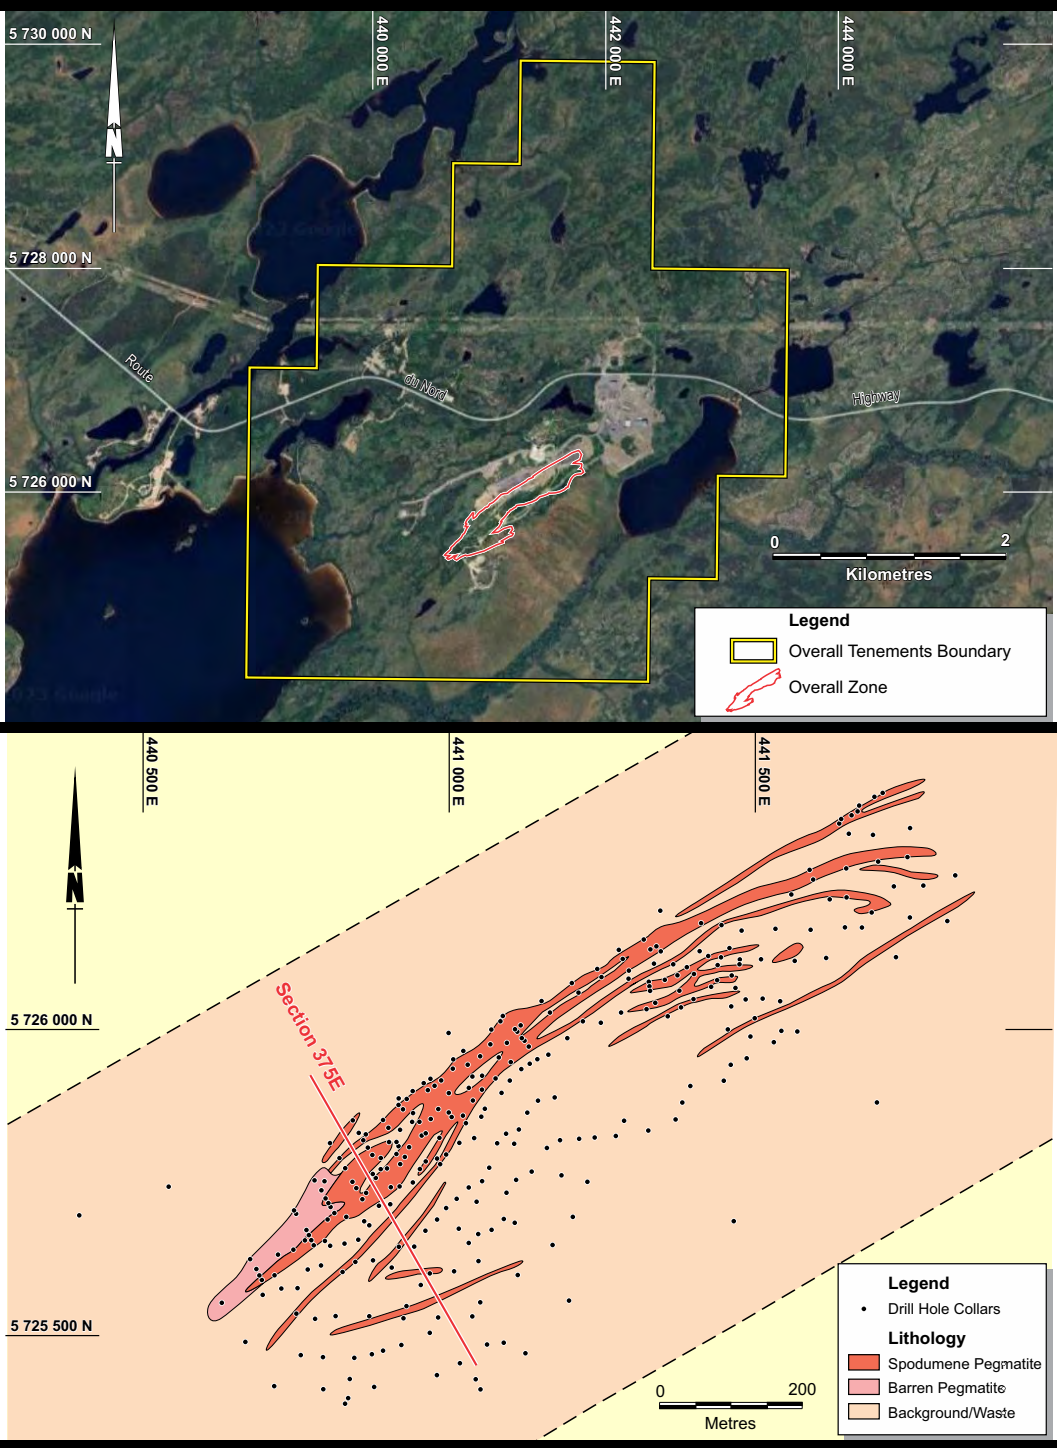 5 730 000 N
440 000 E
442 000 E
444 000 E
N
5 728 000 N
Route
du Nord
Highway
5 726 000 N
0
2
Kilometres
Legend
Overall Tenements Boundary
Overall Zone
440 500 E
441 000 E
441 500 E
N
Section 375E
5 726 000 N
5 725 500 N
0
200
Metres
Legend
Drill Hole Collars
Lithology
Spodumene Pegmatite
Barren Pegmatite
Background/Waste